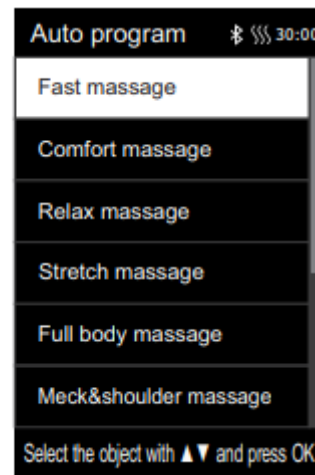 Auto program 30:00
Fast massage
Comfort massage
Relax massage
Stretch massage
Full body massage
Meck&shoulder massage
Select the object with ▲▼ and press OK